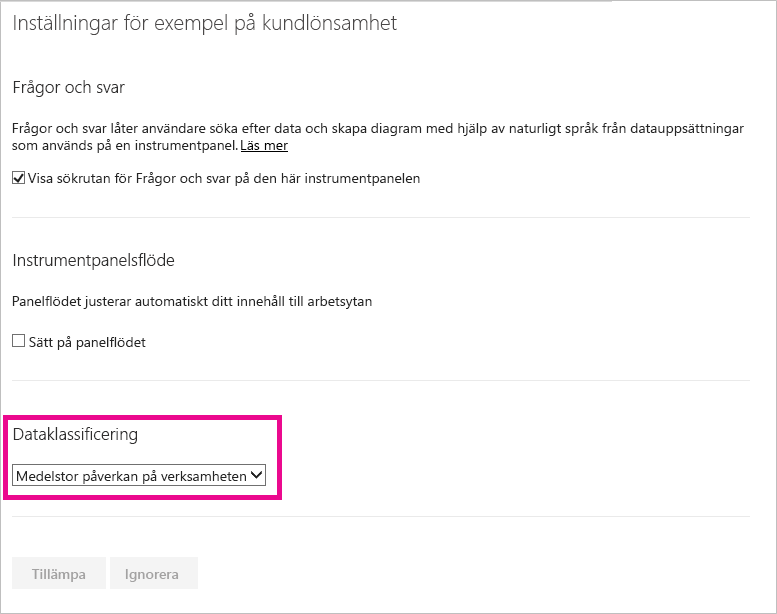 Inställningar för exempel på kundlönsamhet
Frågor och svar
Frågor och svar låter användare söka efter data och skapa diagram med hjälp av naturligt språk från datauppsättningar
som används på en instrumentpanel. Läs mer
Visa sökrutan för Frågor och svar på den här instrumentpanelen
Instrumentpanelsflöde
Panelflödet justerar automatiskt ditt innehåll till arbetsytan
Sätt på panelflödet
Dataklassificering
Medelstor påverkan på verksamheten
Tillämpa Ignorera